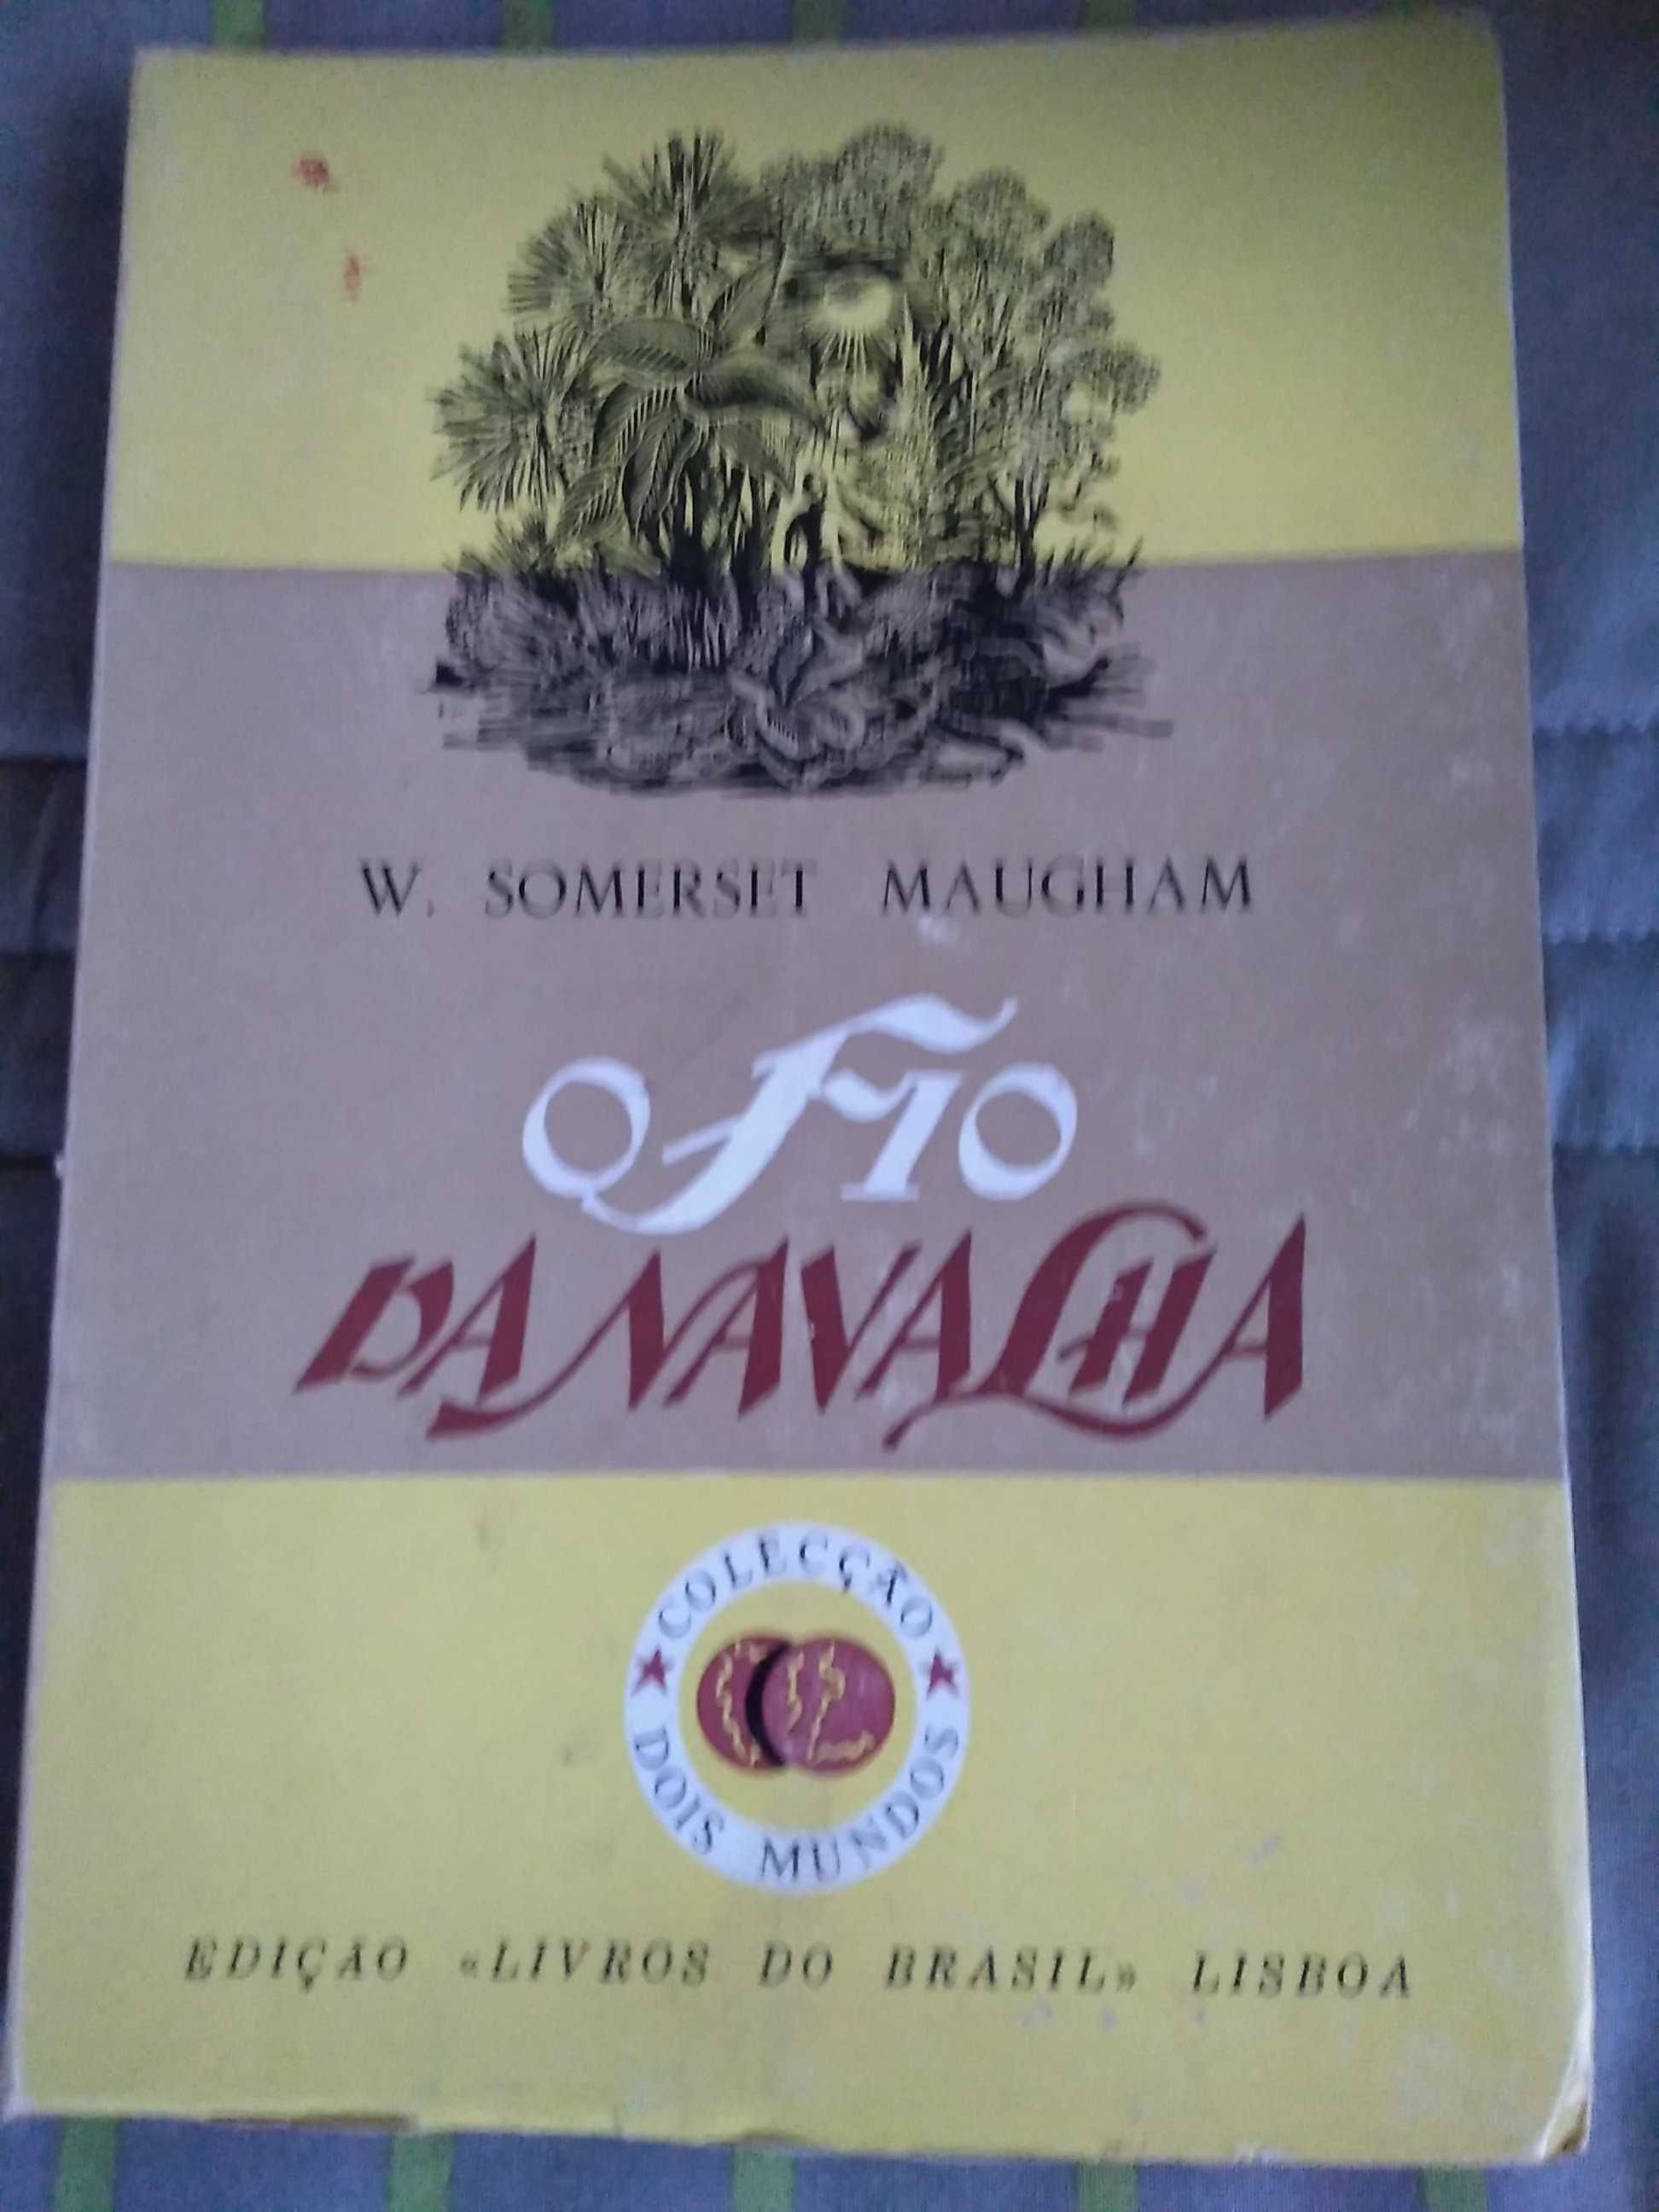 W. SOMERSET MAUGHAM
O FIO
DA NAVALHA
COLECÇÃO
DOIS MUNDOS
EDIÇÃO «LIVROS DO BRASIL» LISBOA